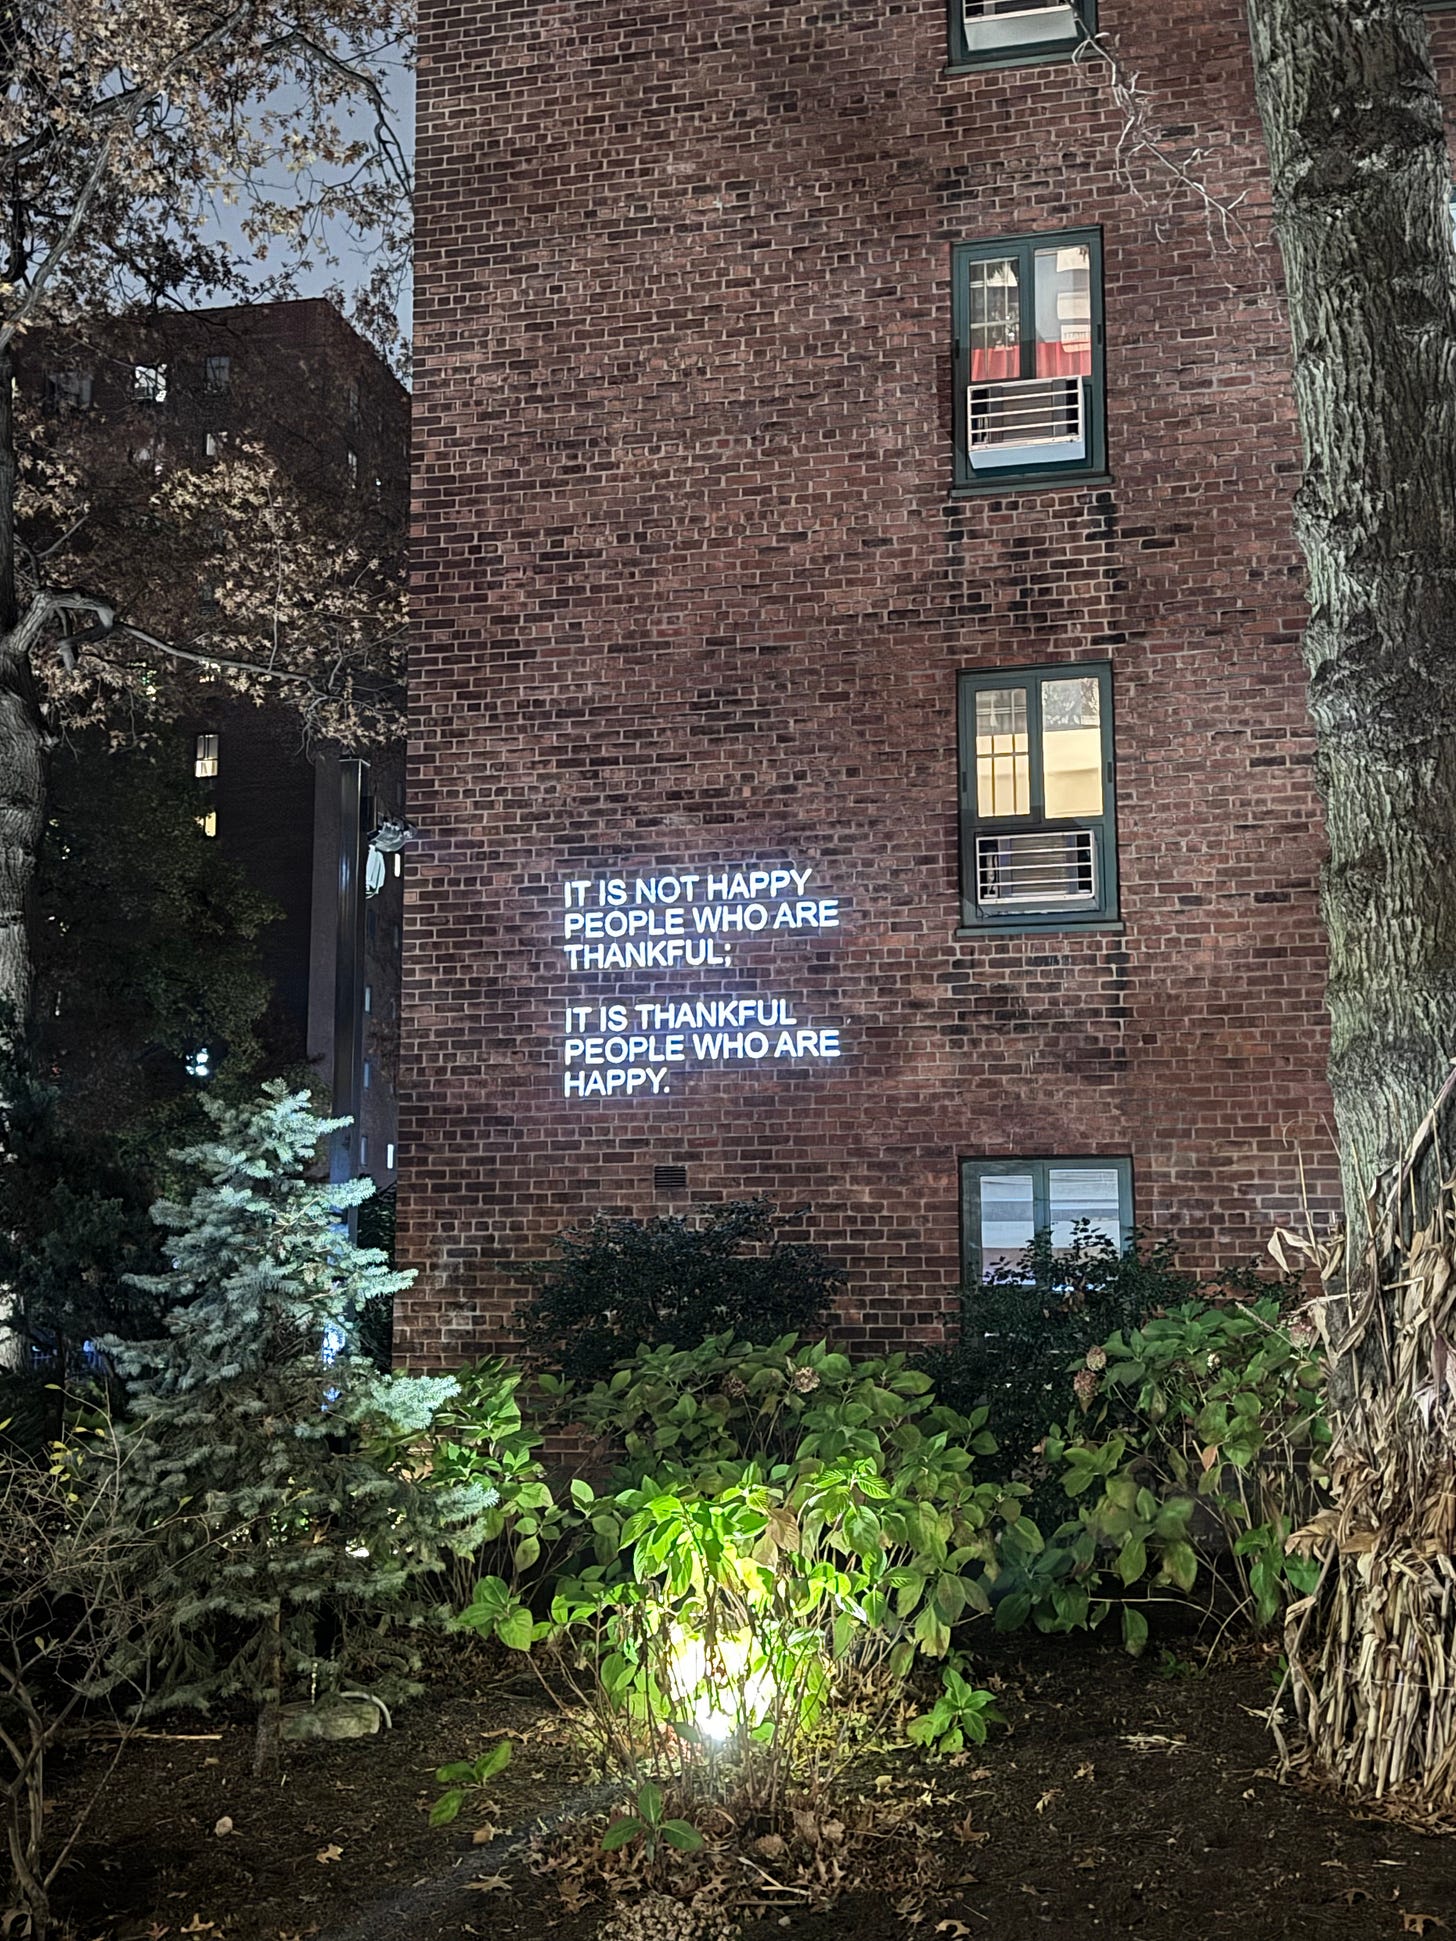 IT IS NOT HAPPY
PEOPLE WHO ARE
THANKFUL;
IT IS THANKFUL
PEOPLE WHO ARE
HAPPY.